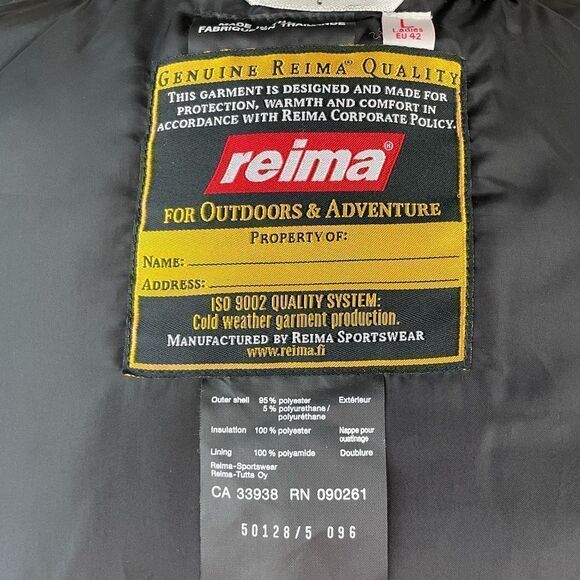 MADE
FABRIQUE EN THAILANDE
L
Ladies
EU 42
GENUINE REIMA® QUALITY
THIS GARMENT IS DESIGNED AND MADE FOR
PROTECTION, WARMTH AND COMFORT IN
ACCORDANCE WITH REIMA CORPORATE POLICY.
reima®
FOR OUTDOORS & ADVENTURE
PROPERTY OF:
NAME:
ADDRESS:
ISO 9002 QUALITY SYSTEM:
Cold weather garment production.
MANUFACTURED BY REIMA SPORTSWEAR
www.reima.fi
Outer shell 95 % polyester Extérieur
5 % polyurethane /
polyuréthane
Insulation 100 % polyester Nappe pour
ouatinage
Lining 100 % polyamide Doublure
Reima-Sportswear
Reima-Tutta Oy
CA 33938 RN 090261
50128/5 096